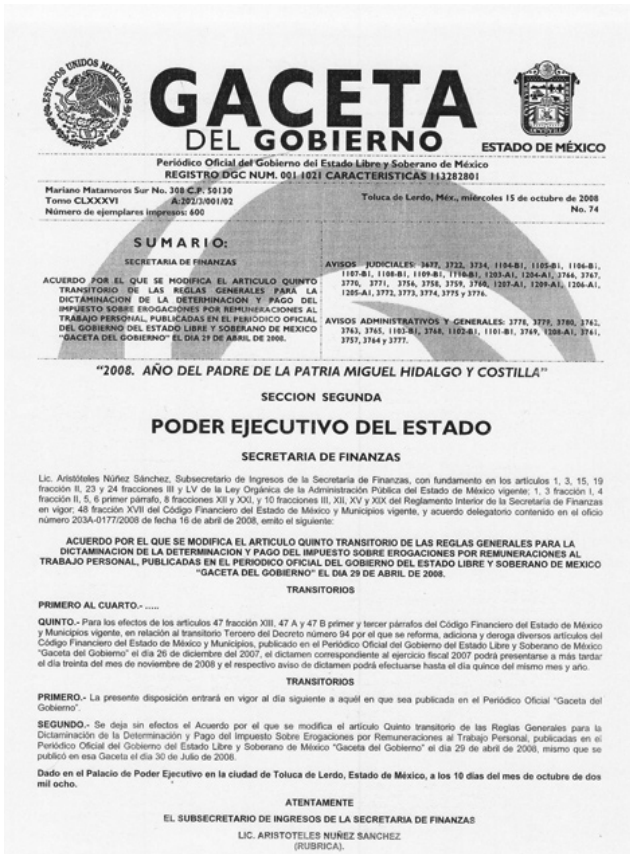 ESTADOS UNIDOS MEXICANOS
GACETA
DEL GOBIERNO
ESTADO DE MÉXICO
Periódico Oficial del Gobierno del Estado Libre y Soberano de México
REGISTRO DGC NUM. 001 1021 CARACTERISTICAS 113282801
Mariano Matamoros Sur No. 308 C.P. 50130
Tomo CLXXXVI A:202/3/001/02
Número de ejemplares impresos: 600
Toluca de Lerdo, Méx., miércoles 15 de octubre de 2008
No. 74
SUMARIO:
SECRETARIA DE FINANZAS
ACUERDO POR EL QUE SE MODIFICA EL ARTICULO QUINTO
TRANSITORIO DE LAS REGLAS GENERALES PARA LA
DICTAMINACION DE LA DETERMINACION Y PAGO DEL
IMPUESTO SOBRE EROGACIONES POR REMUNERACIONES AL
TRABAJO PERSONAL, PUBLICADAS EN EL PERIODICO OFICIAL
DEL GOBIERNO DEL ESTADO LIBRE Y SOBERANO DE MEXICO
"GACETA DEL GOBIERNO" EL DIA 29 DE ABRIL DE 2008.
AVISOS JUDICIALES: 3677, 3722, 3734, 1104-B1, 1105-B1, 1106-B1,
1107-B1, 1108-B1, 1109-B1, 1110-B1, 1203-A1, 1204-A1, 3766, 3767,
3770, 3771, 3756, 3758, 3759, 3760, 1207-A1, 1209-A1, 1206-A1,
1205-A1, 3772, 3773, 3774, 3775 y 3776.
AVISOS ADMINISTRATIVOS Y GENERALES: 3778, 3779, 3780, 3762,
3763, 3765, 1103-B1, 3768, 1102-B1, 1101-B1, 3769, 1208-A1, 3761,
3757, 3764 y 3777.
"2008. AÑO DEL PADRE DE LA PATRIA MIGUEL HIDALGO Y COSTILLA"
SECCION SEGUNDA
PODER EJECUTIVO DEL ESTADO
SECRETARIA DE FINANZAS
Lic. Aristóteles Núñez Sánchez, Subsecretario de Ingresos de la Secretaría de Finanzas, con fundamento en los artículos 1, 3, 15, 19
fracción II, 23 y 24 fracciones III y LV de la Ley Orgánica de la Administración Pública del Estado de México vigente; 1, 3 fracción I, 4
fracción II, 5, 6 primer párrafo, 8 fracciones XII y XXI, y 10 fracciones III, XII, XV y XIX del Reglamento Interior de la Secretaría de Finanzas
en vigor; 48 fracción XVII del Código Financiero del Estado de México y Municipios vigente, y acuerdo delegatorio contenido en el oficio
número 203A-0177/2008 de fecha 16 de abril de 2008, emito el siguiente:
ACUERDO POR EL QUE SE MODIFICA EL ARTICULO QUINTO TRANSITORIO DE LAS REGLAS GENERALES PARA LA
DICTAMINACION DE LA DETERMINACION Y PAGO DEL IMPUESTO SOBRE EROGACIONES POR REMUNERACIONES AL
TRABAJO PERSONAL, PUBLICADAS EN EL PERIODICO OFICIAL DEL GOBIERNO DEL ESTADO LIBRE Y SOBERANO DE MEXICO
"GACETA DEL GOBIERNO" EL DIA 29 DE ABRIL DE 2008.
TRANSITORIOS
PRIMERO AL CUARTO.- .....
QUINTO.- Para los efectos de los artículos 47 fracción XIII, 47 A y 47 B primer y tercer párrafos del Código Financiero del Estado de México
y Municipios vigente, en relación al transitorio Tercero del Decreto número 94 por el que se reforma, adiciona y deroga diversos artículos del
Código Financiero del Estado de México y Municipios, publicado en el Periódico Oficial del Gobierno del Estado Libre y Soberano de México
"Gaceta del Gobierno" el día 26 de diciembre del 2007, el dictamen correspondiente al ejercicio fiscal 2007 podrá presentarse a más tardar
el día treinta del mes de noviembre de 2008 y el respectivo aviso de dictamen podrá efectuarse hasta el día quince del mismo mes y año.
TRANSITORIOS
PRIMERO.- La presente disposición entrará en vigor al día siguiente a aquél en que sea publicada en el Periódico Oficial "Gaceta del
Gobierno".
SEGUNDO.- Se deja sin efectos el Acuerdo por el que se modifica el artículo Quinto transitorio de las Reglas Generales para la
Dictaminación de la Determinación y Pago del Impuesto Sobre Erogaciones por Remuneraciones al Trabajo Personal, publicadas en el
Periódico Oficial del Gobierno del Estado Libre y Soberano de México "Gaceta del Gobierno" el día 29 de abril de 2008, mismo que se
publicó en esa Gaceta el día 30 de Julio de 2008.
Dado en el Palacio de Poder Ejecutivo en la ciudad de Toluca de Lerdo, Estado de México, a los 10 días del mes de octubre de dos
mil ocho.
ATENTAMENTE
EL SUBSECRETARIO DE INGRESOS DE LA SECRETARIA DE FINANZAS
LIC. ARISTOTELES NUÑEZ SANCHEZ
(RUBRICA).